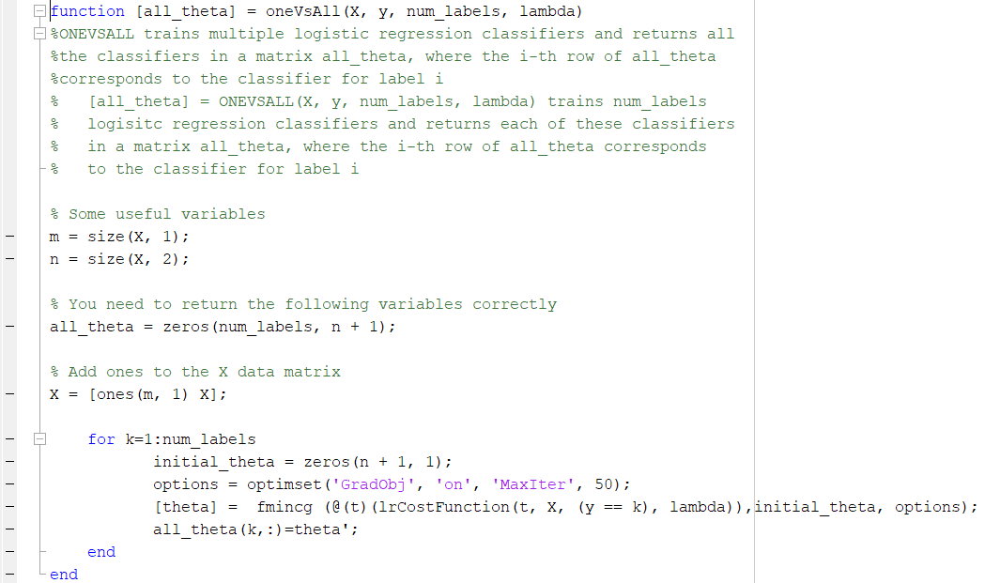 function [all_theta] = oneVsAll(X, y, num_labels, lambda)
%ONEVSALL trains multiple logistic regression classifiers and returns all
%the classifiers in a matrix all_theta, where the i-th row of all_theta
%corresponds to the classifier for label i
%   [all_theta] = ONEVSALL(X, y, num_labels, lambda) trains num_labels
%   logisitc regression classifiers and returns each of these classifiers
%   in a matrix all_theta, where the i-th row of all_theta corresponds
%   to the classifier for label i
% Some useful variables
m = size(X, 1);
n = size(X, 2);
% You need to return the following variables correctly
all_theta = zeros(num_labels, n + 1);
% Add ones to the X data matrix
X = [ones(m, 1) X];
for k=1:num_labels
initial_theta = zeros(n + 1, 1);
options = optimset('GradObj', 'on', 'MaxIter', 50);
[theta] =  fmincg (@(t)(lrCostFunction(t, X, (y == k), lambda)),initial_theta, options);
all_theta(k,:)=theta';
end
end